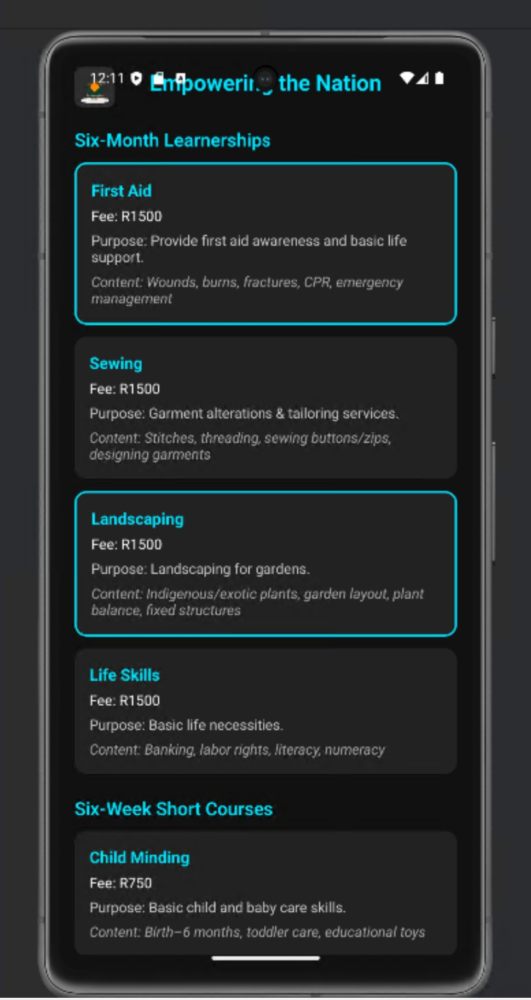 12:11
Empowering the Nation
Six-Month Learnerships
First Aid
Fee: R1500
Purpose: Provide first aid awareness and basic life
support.
Content: Wounds, burns, fractures, CPR, emergency
management
Sewing
Fee: R1500
Purpose: Garment alterations & tailoring services.
Content: Stitches, threading, sewing buttons/zips,
designing garments
Landscaping
Fee: R1500
Purpose: Landscaping for gardens.
Content: Indigenous/exotic plants, garden layout, plant
balance, fixed structures
Life Skills
Fee: R1500
Purpose: Basic life necessities.
Content: Banking, labor rights, literacy, numeracy
Six-Week Short Courses
Child Minding
Fee: R750
Purpose: Basic child and baby care skills.
Content: Birth–6 months, toddler care, educational toys